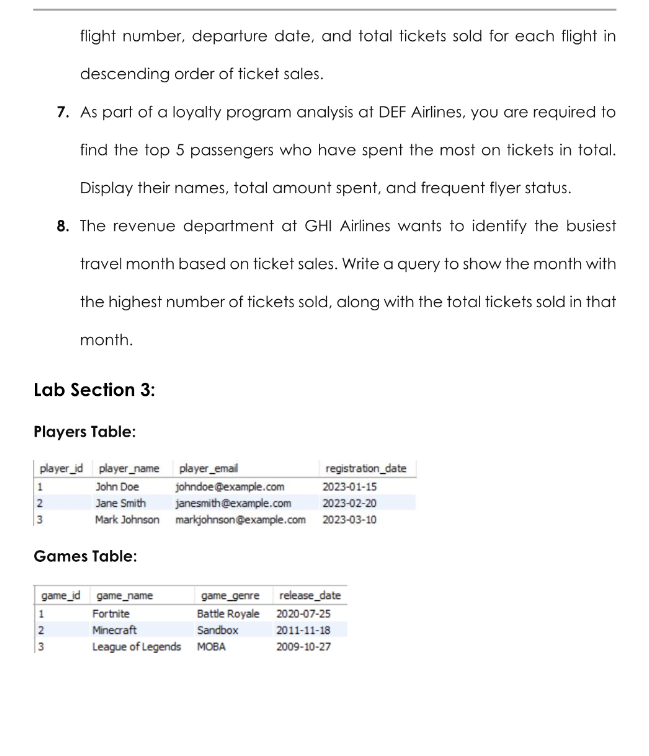 flight number, departure date, and total tickets sold for each flight in
descending order of ticket sales.
7. As part of a loyalty program analysis at DEF Airlines, you are required to
find the top 5 passengers who have spent the most on tickets in total.
Display their names, total amount spent, and frequent flyer status.
8. The revenue department at GHI Airlines wants to identify the busiest
travel month based on ticket sales. Write a query to show the month with
the highest number of tickets sold, along with the total tickets sold in that
month.
Lab Section 3:
Players Table:
player_id player_name player_email registration_date
1 John Doe johndoe@example.com 2023-01-15
2 Jane Smith janesmith@example.com 2023-02-20
3 Mark Johnson markjohnson@example.com 2023-03-10
Games Table:
game_id game_name game_genre release_date
1 Fortnite Battle Royale 2020-07-25
2 Minecraft Sandbox 2011-11-18
3 League of Legends MOBA 2009-10-27